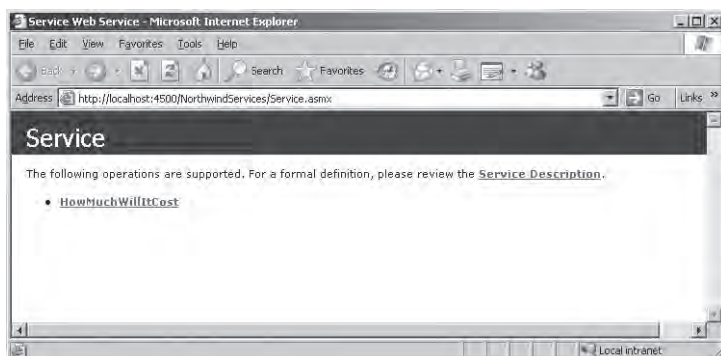 Service Web Service - Microsoft Internet Explorer
File Edit View Favorites Tools Help
Back Search Favorites
Address http://localhost:4500/NorthwindServices/Service.asmx Go Links »
Service
The following operations are supported. For a formal definition, please review the Service Description.
• HowMuchWillItCost
Local intranet